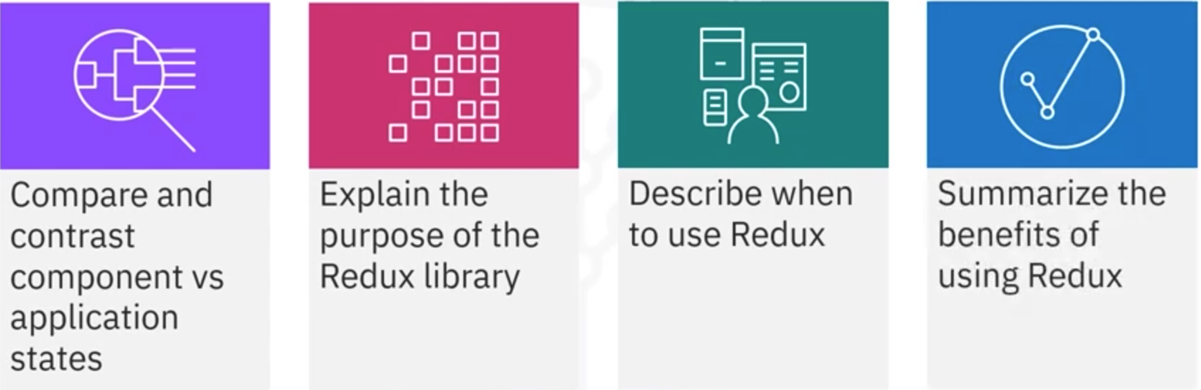 Compare and
contrast
component vs
application
states
Explain the
purpose of the
Redux library
Describe when
to use Redux
Summarize the
benefits of
using Redux